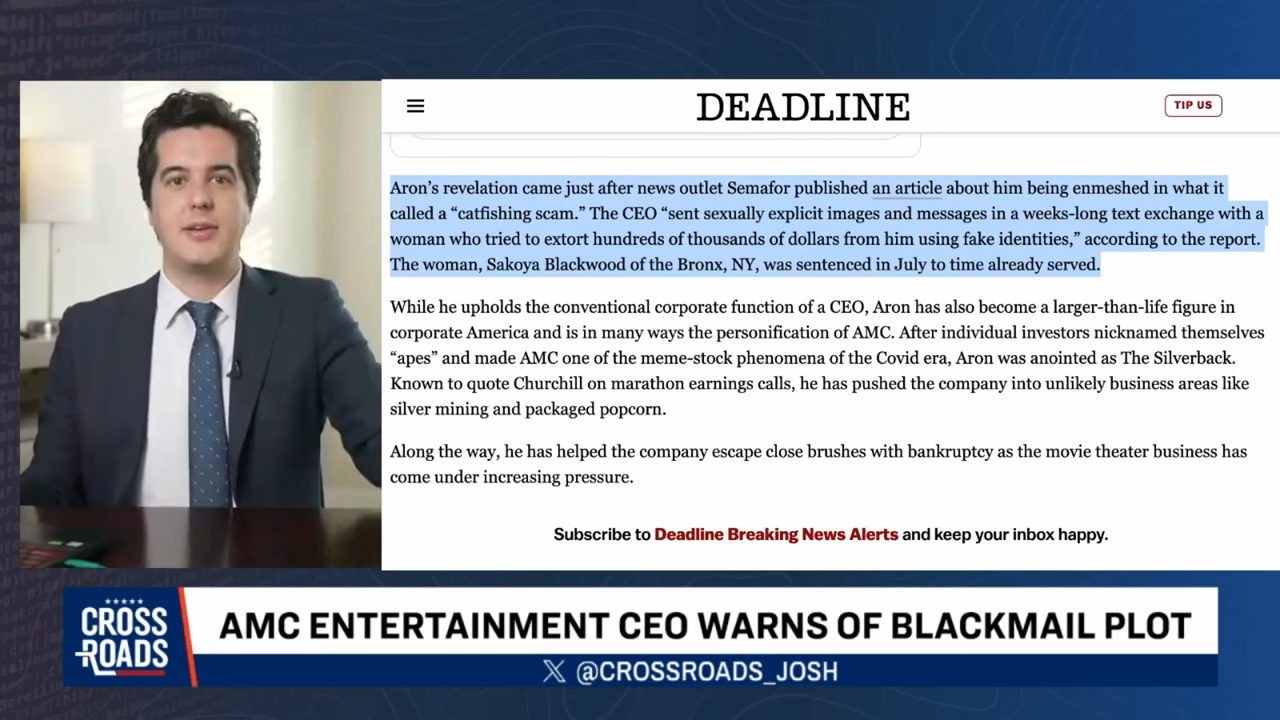 DEADLINE
TIP US
Aron’s revelation came just after news outlet Semafor published an article about him being enmeshed in what it
called a “catfishing scam.” The CEO “sent sexually explicit images and messages in a weeks-long text exchange with a
woman who tried to extort hundreds of thousands of dollars from him using fake identities,” according to the report.
The woman, Sakoya Blackwood of the Bronx, NY, was sentenced in July to time already served.
While he upholds the conventional corporate function of a CEO, Aron has also become a larger-than-life figure in
corporate America and is in many ways the personification of AMC. After individual investors nicknamed themselves
“apes” and made AMC one of the meme-stock phenomena of the Covid era, Aron was anointed as The Silverback.
Known to quote Churchill on marathon earnings calls, he has pushed the company into unlikely business areas like
silver mining and packaged popcorn.
Along the way, he has helped the company escape close brushes with bankruptcy as the movie theater business has
come under increasing pressure.
Subscribe to Deadline Breaking News Alerts and keep your inbox happy.
CROSS
ROADS
AMC ENTERTAINMENT CEO WARNS OF BLACKMAIL PLOT
X @CROSSROADS_JOSH